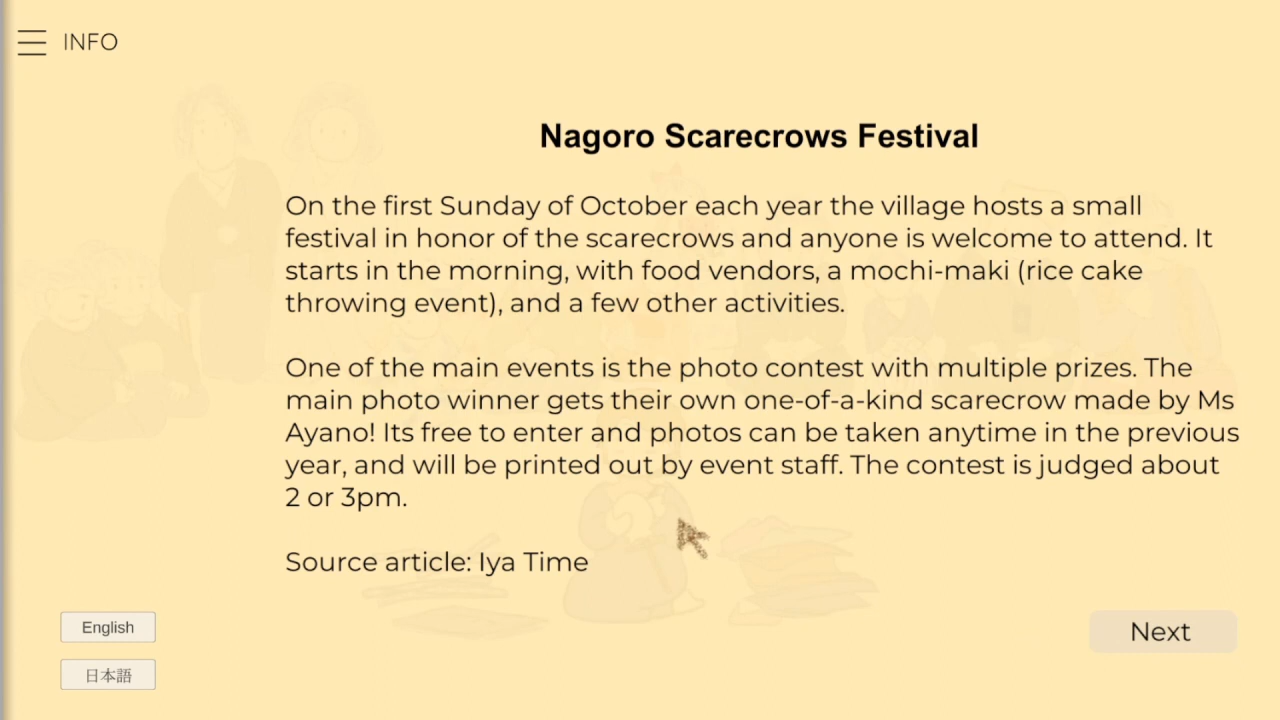 INFO
Nagoro Scarecrows Festival
On the first Sunday of October each year the village hosts a small
festival in honor of the scarecrows and anyone is welcome to attend. It
starts in the morning, with food vendors, a mochi-maki (rice cake
throwing event), and a few other activities.
One of the main events is the photo contest with multiple prizes. The
main photo winner gets their own one-of-a-kind scarecrow made by Ms
Ayano! Its free to enter and photos can be taken anytime in the previous
year, and will be printed out by event staff. The contest is judged about
2 or 3pm.
Source article: Iya Time
English
日本語
Next